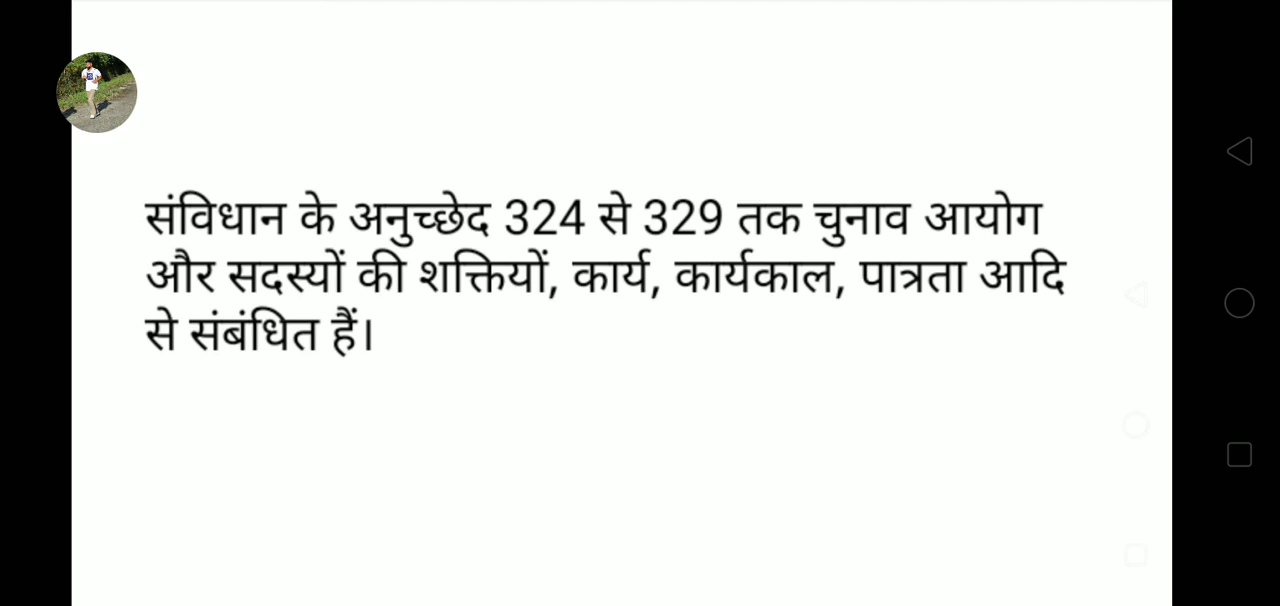 संविधान के अनुच्छेद 324 से 329 तक चुनाव आयोग
और सदस्यों की शक्तियों, कार्य, कार्यकाल, पात्रता आदि
से संबंधित हैं।